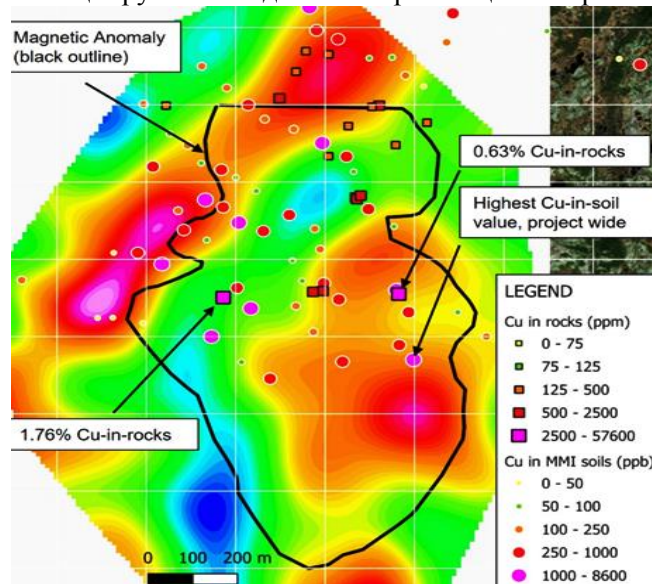 Magnetic Anomaly
(black outline)
0.63% Cu-in-rocks
Highest Cu-in-soil
value, project wide
1.76% Cu-in-rocks
LEGEND
Cu in rocks (ppm)
0 - 75
75 - 125
125 - 500
500 - 2500
2500 - 57600
Cu in MMI soils (ppb)
0 - 50
50 - 100
100 - 250
250 - 1000
1000 - 8600
0 100 200 m